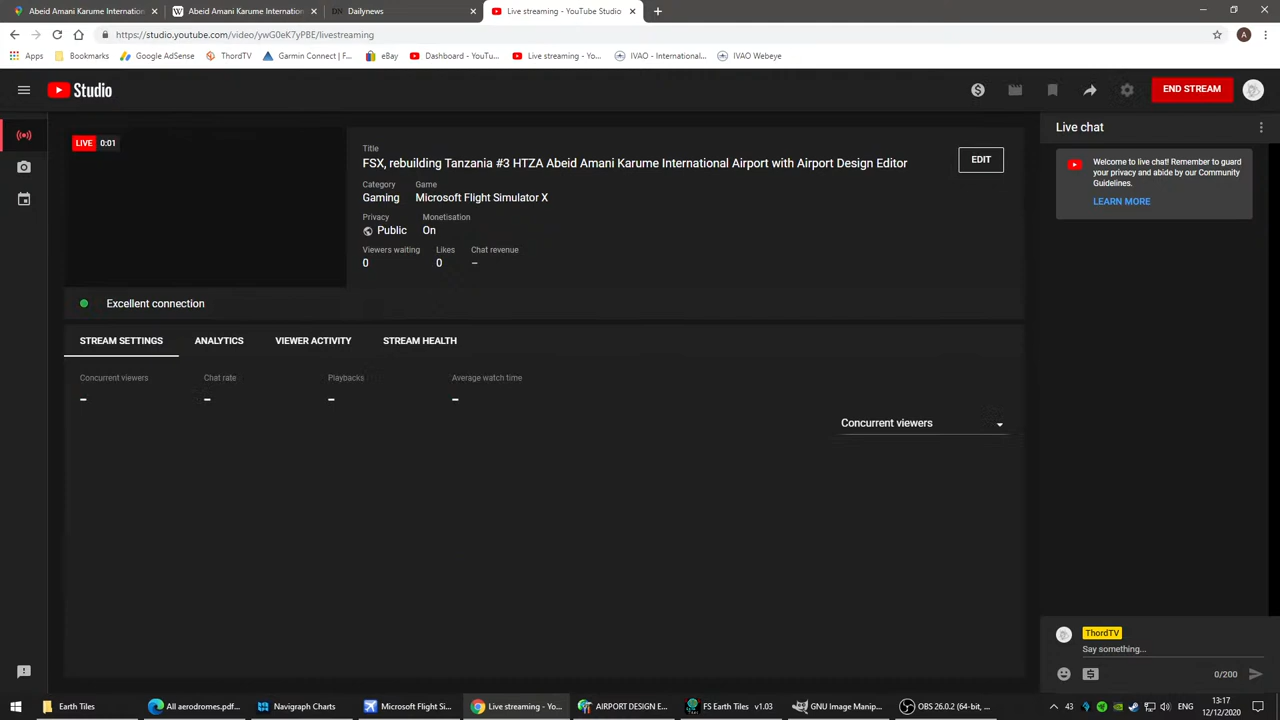 Abeid Amani Karume Internation
Abeid Amani Karume Internation
DN Dailynews
Live streaming - YouTube Studio
https://studio.youtube.com/video/ywG0eK7yPBE/livestreaming
A
Apps
Bookmarks
Google AdSense
ThordTV
Garmin Connect | F...
eBay
Dashboard - YouTu...
Live streaming - Yo...
IVAO - Internationa...
IVAO Webeye
Studio
END STREAM
LIVE 0:01
Title
FSX, rebuilding Tanzania #3 HTZA Abeid Amani Karume International Airport with Airport Design Editor
EDIT
Category Game
Gaming Microsoft Flight Simulator X
Privacy Monetisation
Public On
Viewers waiting Likes Chat revenue
0 0 –
Excellent connection
STREAM SETTINGS ANALYTICS VIEWER ACTIVITY STREAM HEALTH
Concurrent viewers Chat rate Playbacks Average watch time
– – – –
Concurrent viewers
Live chat
Welcome to live chat! Remember to guard
your privacy and abide by our Community
Guidelines.
LEARN MORE
ThordTV
Say something...
0/200
Earth Tiles
All aerodromes.pdf...
Navigraph Charts
Microsoft Flight Si...
Live streaming - Yo...
AIRPORT DESIGN E...
FS Earth Tiles v1.03
GNU Image Manip...
OBS 26.0.2 (64-bit, ...
43
ENG
13:17
12/12/2020